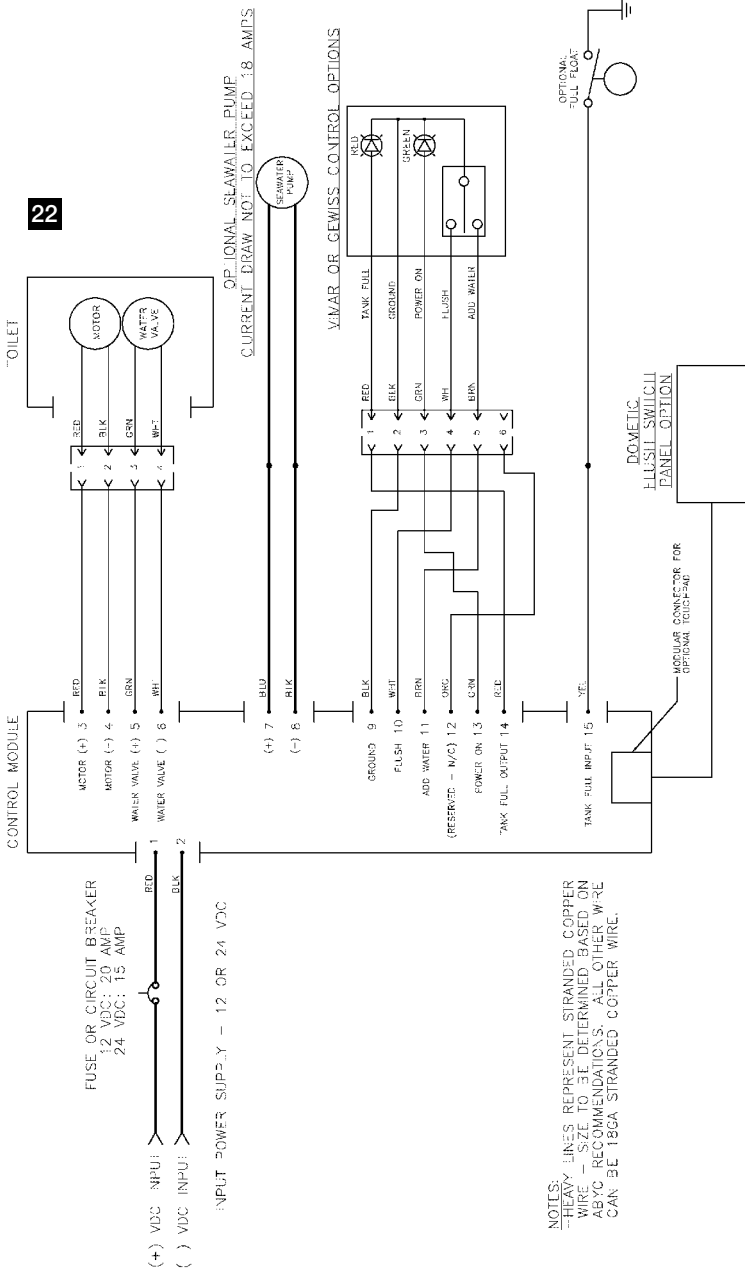 22
CONTROL MODULE
TOILET
FUSE OR CIRCUIT BREAKER
12 VDC: 20 AMP
24 VDC: 15 AMP
(+) VDC INPUT
( ) VDC INPUT
INPUT POWER SUPPLY – 12 OR 24 VDC
RED 1
BLK 2
MOTOR (+) 3 RED
MOTOR (-) 4 BLK
WATER VALVE (+) 5 GRN
WATER VALVE ( ) 6 WH
1 RED
2 BLK
3 GRN
4 WHT
MOTOR
WATER
VALVE
OPTIONAL SEAWATER PUMP
CURRENT DRAW NOT TO EXCEED 18 AMPS
(+) 7 BLU
(-) 8 BLK
SEAWATER
PUMP
VIMAR OR GEWISS CONTROL OPTIONS
GROUND 9 BLK
FLUSH 10 WHT
ADD WATER 11 BRN
(RESERVED – N/C) 12 ORG
POWER ON 13 GRN
TANK FULL OUTPUT 14 RED
1 RED TANK FULL
2 BLK GROUND
3 GRN POWER ON
4 WH FLUSH
5 BRN ADD WATER
6
RED
GREEN
TANK FULL INPUT 15 YEL
OPTIONAL
FULL FLOAT
MODULAR CONNECTOR FOR
OPTIONAL TOUCHPAD
DOMETIC
FLUSH SWITCH
PANEL OPTION
NOTES:
HEAVY LINES REPRESENT STRANDED COPPER
WIRE – SIZE TO BE DETERMINED BASED ON
ABYC RECOMMENDATIONS. ALL OTHER WIRE
CAN BE 18GA STRANDED COPPER WIRE.